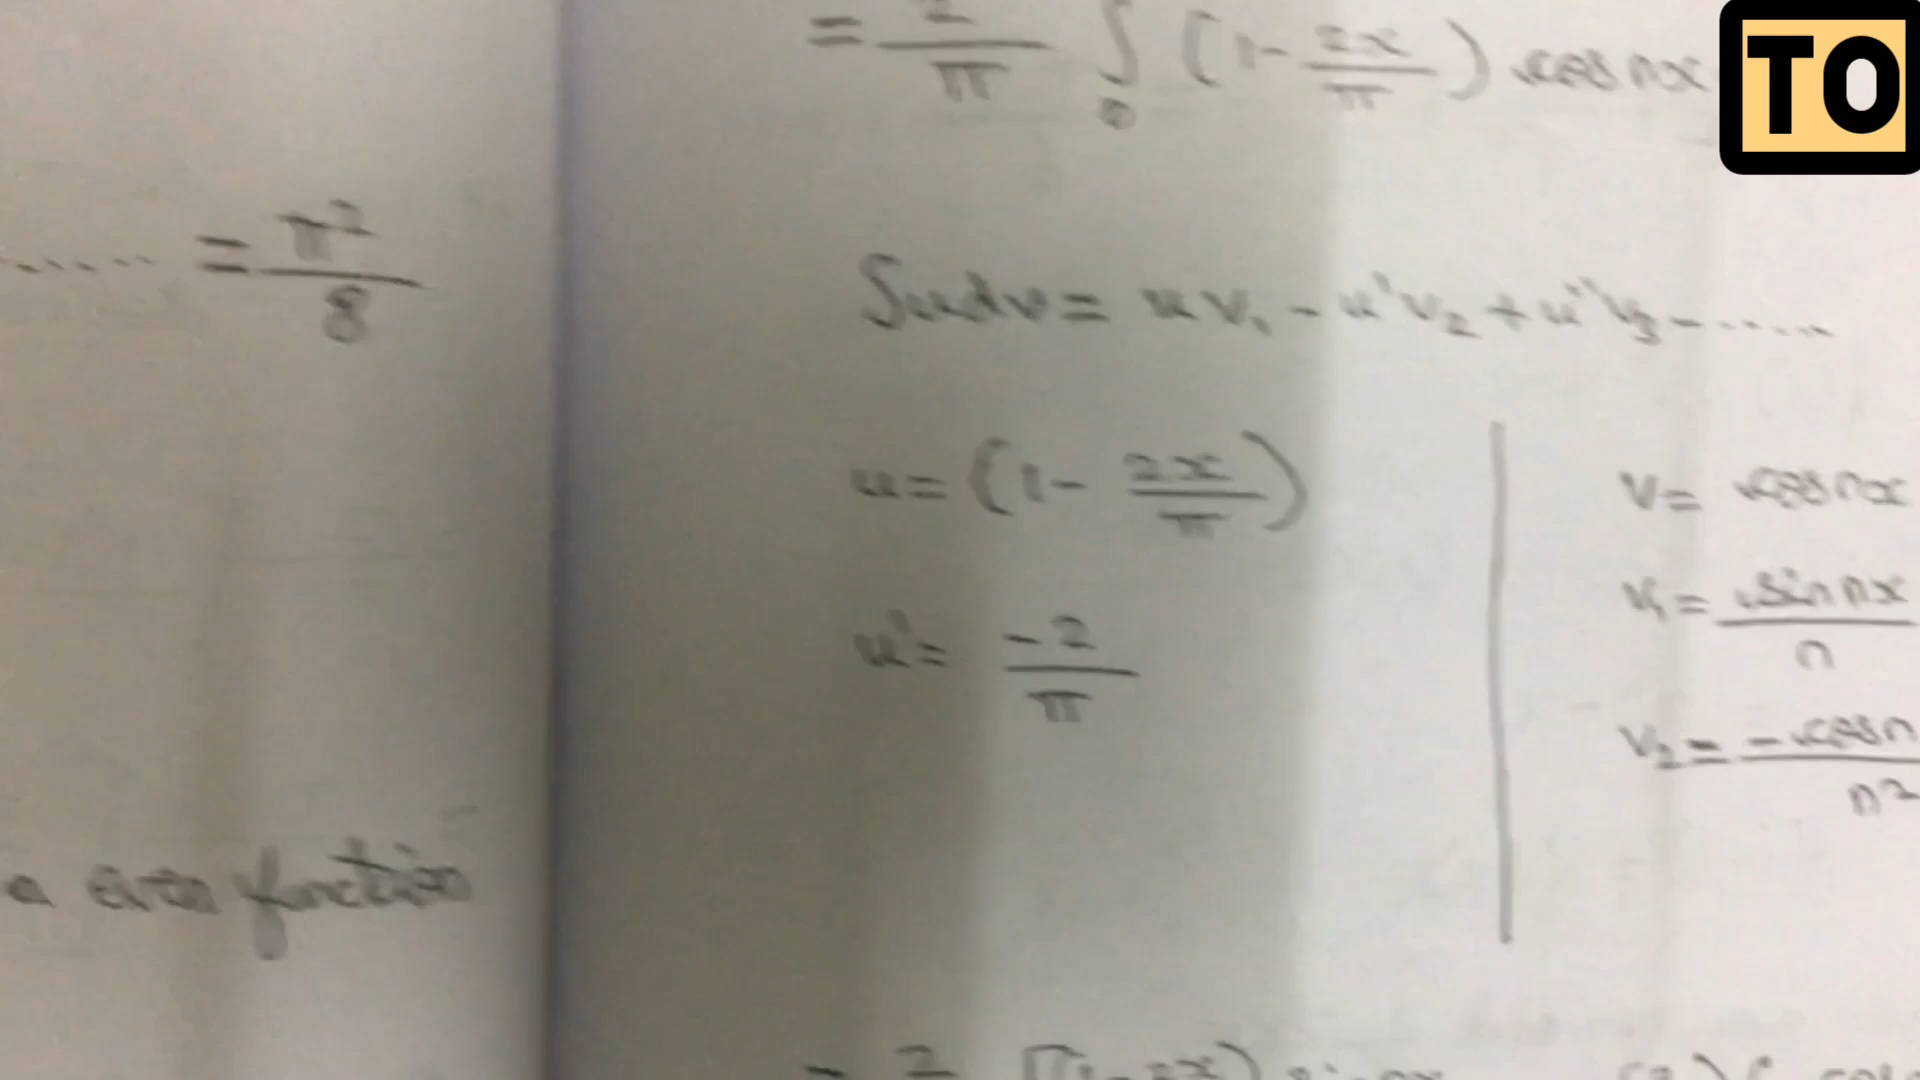 ...... = π²/8
a even function
= 2/π ∫₀ (1 - 2x/π) cos nx
TO
∫udv = uv₁ - u'v₂ + u''v₃ - ......
u = (1 - 2x/π)
u' = -2/π
v = cos nx
v₁ = sin nx/n
v₂ = -cos n/n²